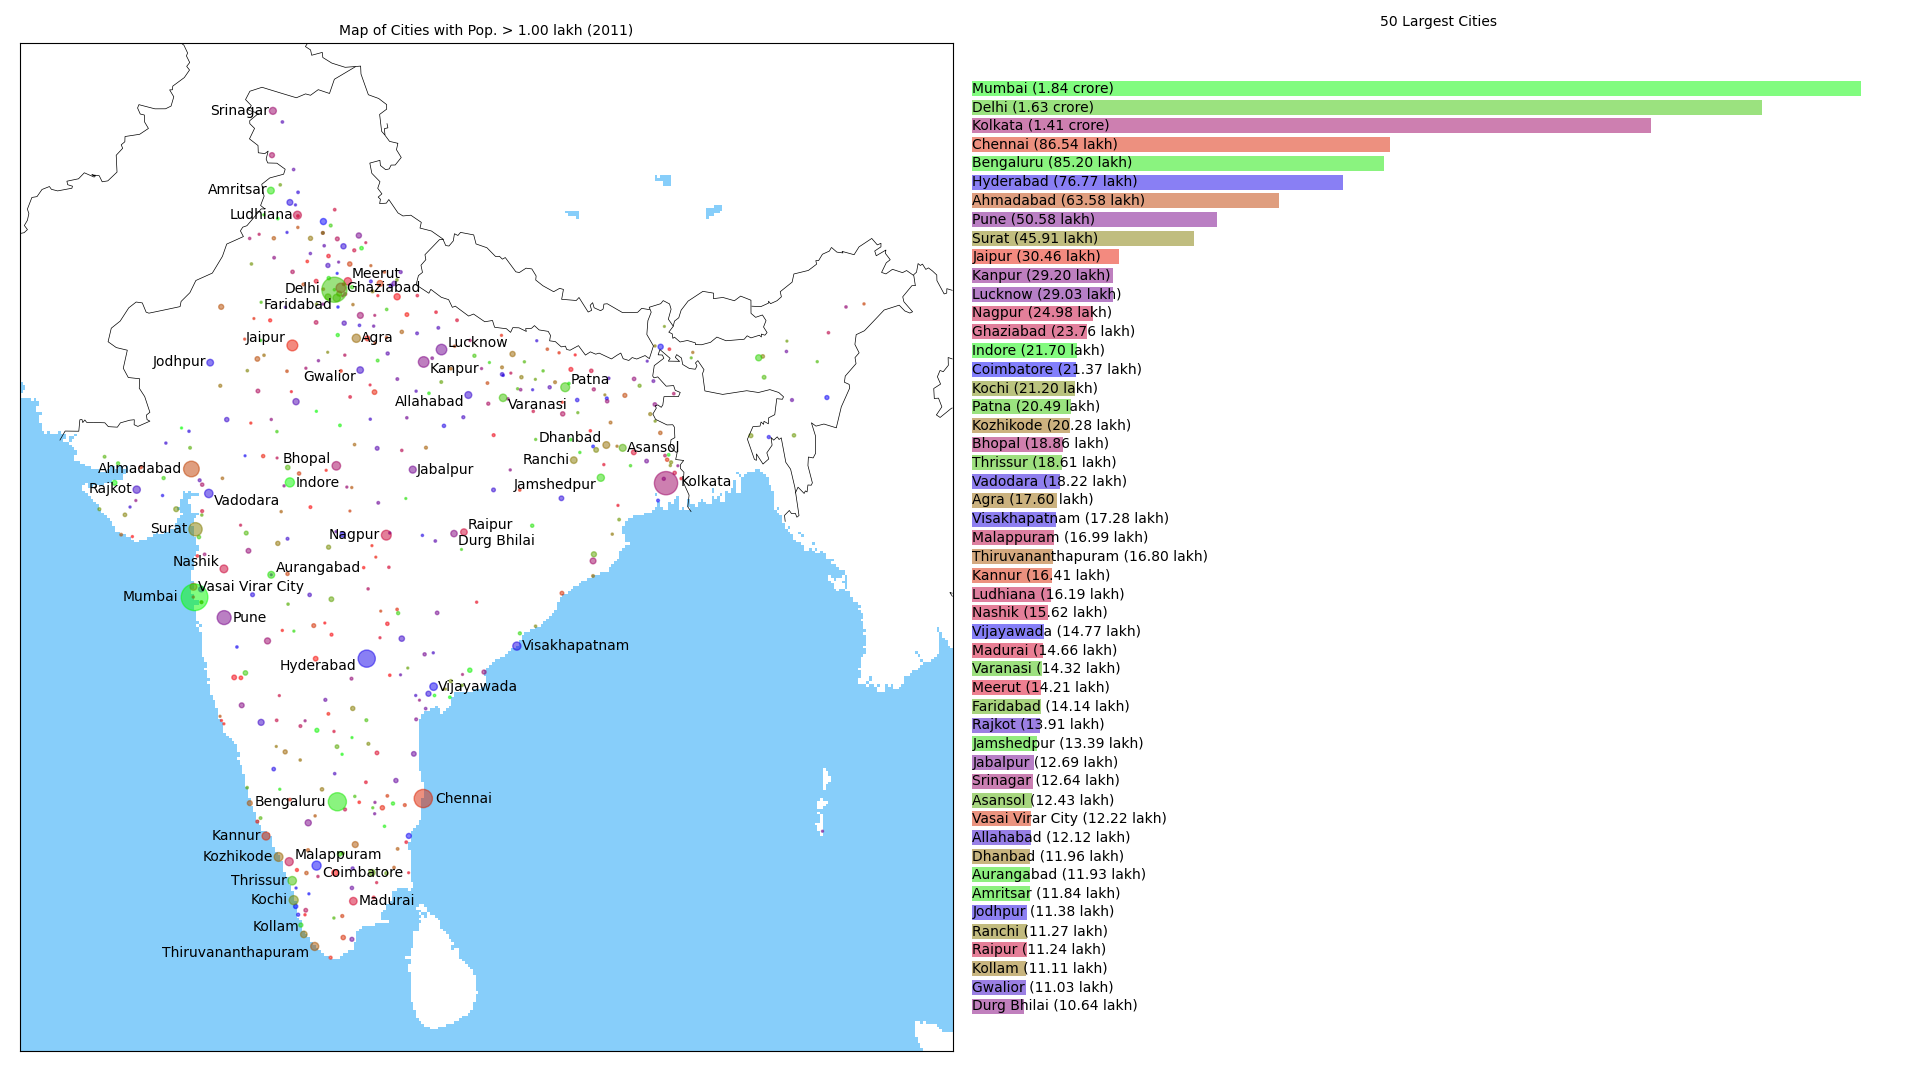 Map of Cities with Pop. > 1.00 lakh (2011)
Srinagar
Amritsar
Ludhiana
Meerut
Delhi
Ghaziabad
Faridabad
Jaipur
Agra
Lucknow
Jodhpur
Kanpur
Gwalior
Patna
Allahabad
Varanasi
Dhanbad
Asansol
Bhopal
Ranchi
Ahmadabad
Jabalpur
Indore
Kolkata
Jamshedpur
Rajkot
Vadodara
Raipur
Surat
Nagpur
Durg Bhilai
Nashik
Aurangabad
Vasai Virar City
Mumbai
Pune
Visakhapatnam
Hyderabad
Vijayawada
Chennai
Bengaluru
Kannur
Malappuram
Kozhikode
Coimbatore
Thrissur
Kochi
Madurai
Kollam
Thiruvananthapuram
50 Largest Cities
Mumbai (1.84 crore)
Delhi (1.63 crore)
Kolkata (1.41 crore)
Chennai (86.54 lakh)
Bengaluru (85.20 lakh)
Hyderabad (76.77 lakh)
Ahmadabad (63.58 lakh)
Pune (50.58 lakh)
Surat (45.91 lakh)
Jaipur (30.46 lakh)
Kanpur (29.20 lakh)
Lucknow (29.03 lakh)
Nagpur (24.98 lakh)
Ghaziabad (23.76 lakh)
Indore (21.70 lakh)
Coimbatore (21.37 lakh)
Kochi (21.20 lakh)
Patna (20.49 lakh)
Kozhikode (20.28 lakh)
Bhopal (18.86 lakh)
Thrissur (18.61 lakh)
Vadodara (18.22 lakh)
Agra (17.60 lakh)
Visakhapatnam (17.28 lakh)
Malappuram (16.99 lakh)
Thiruvananthapuram (16.80 lakh)
Kannur (16.41 lakh)
Ludhiana (16.19 lakh)
Nashik (15.62 lakh)
Vijayawada (14.77 lakh)
Madurai (14.66 lakh)
Varanasi (14.32 lakh)
Meerut (14.21 lakh)
Faridabad (14.14 lakh)
Rajkot (13.91 lakh)
Jamshedpur (13.39 lakh)
Jabalpur (12.69 lakh)
Srinagar (12.64 lakh)
Asansol (12.43 lakh)
Vasai Virar City (12.22 lakh)
Allahabad (12.12 lakh)
Dhanbad (11.96 lakh)
Aurangabad (11.93 lakh)
Amritsar (11.84 lakh)
Jodhpur (11.38 lakh)
Ranchi (11.27 lakh)
Raipur (11.24 lakh)
Kollam (11.11 lakh)
Gwalior (11.03 lakh)
Durg Bhilai (10.64 lakh)